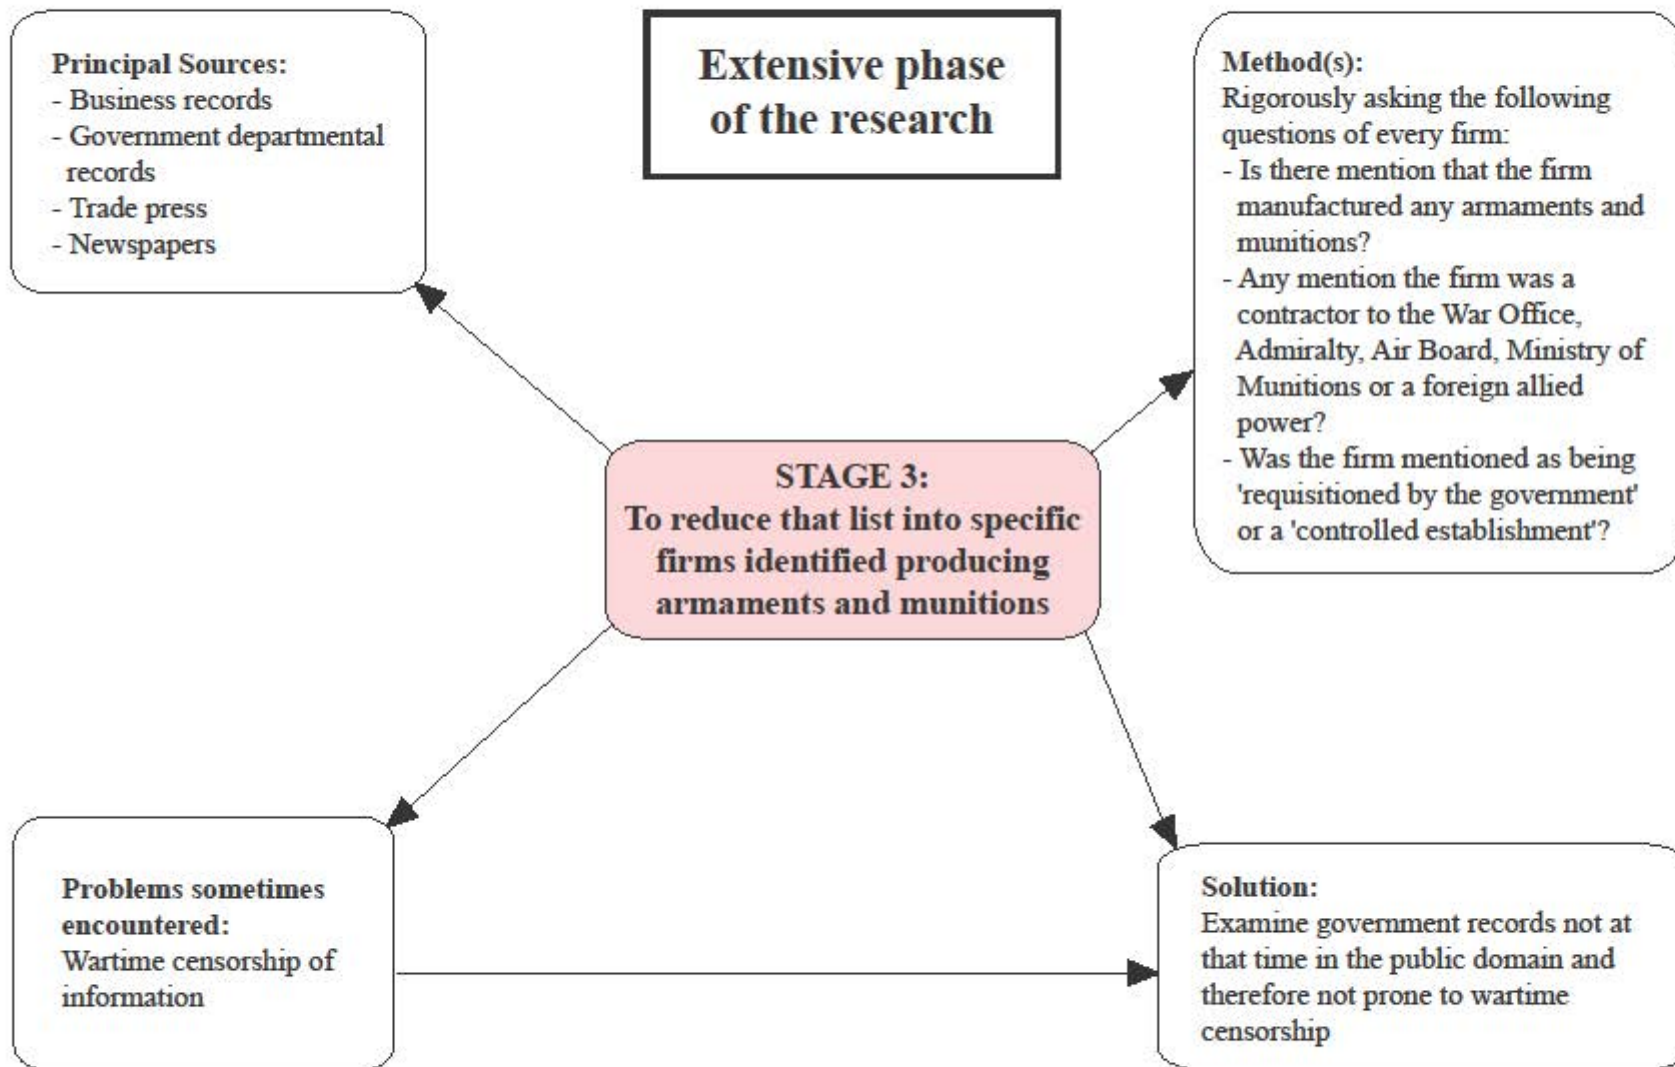 Principal Sources:
- Business records
- Government departmental
records
- Trade press
- Newspapers
Extensive phase
of the research
Method(s):
Rigorously asking the following
questions of every firm:
- Is there mention that the firm
manufactured any armaments and
munitions?
- Any mention the firm was a
contractor to the War Office,
Admiralty, Air Board, Ministry of
Munitions or a foreign allied
power?
- Was the firm mentioned as being
'requisitioned by the government'
or a 'controlled establishment'?
STAGE 3:
To reduce that list into specific
firms identified producing
armaments and munitions
Problems sometimes
encountered:
Wartime censorship of
information
Solution:
Examine government records not at
that time in the public domain and
therefore not prone to wartime
censorship